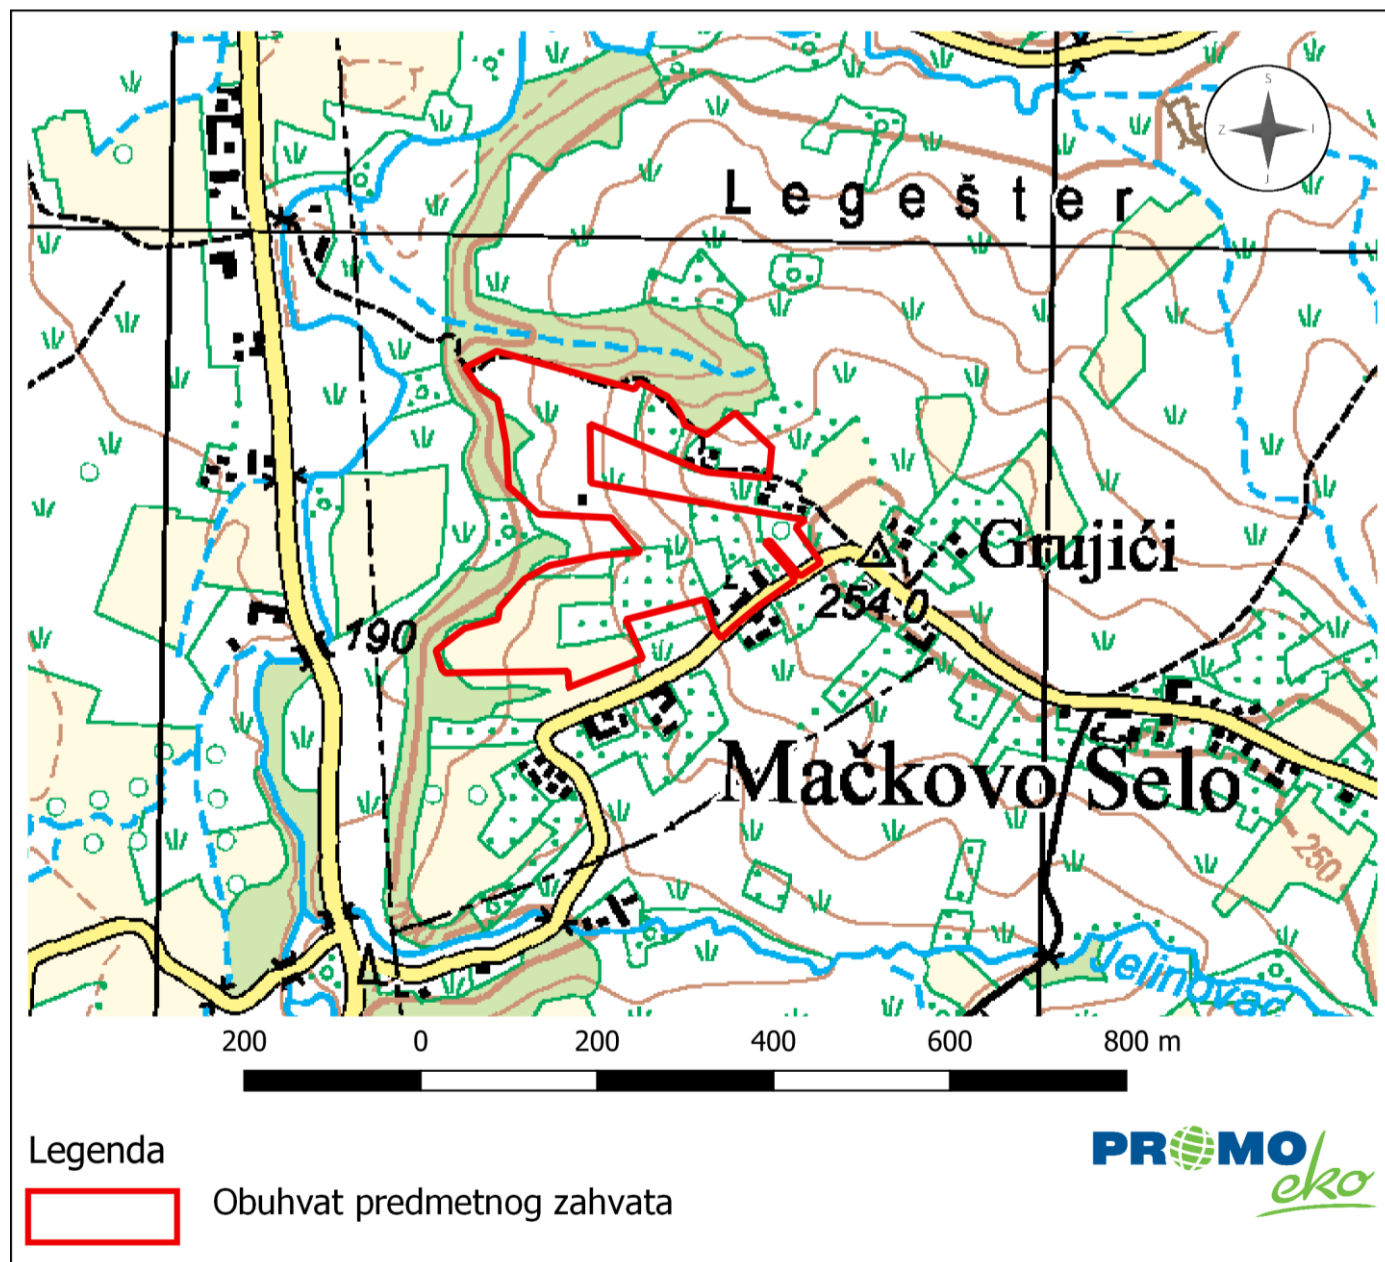 S
Z I
J
Legešter
Grujići
254.0
190
Mačkovo Selo
250
Jelinovac
200 0 200 400 600 800 m
Legenda
Obuhvat predmetnog zahvata
PROMO
eko